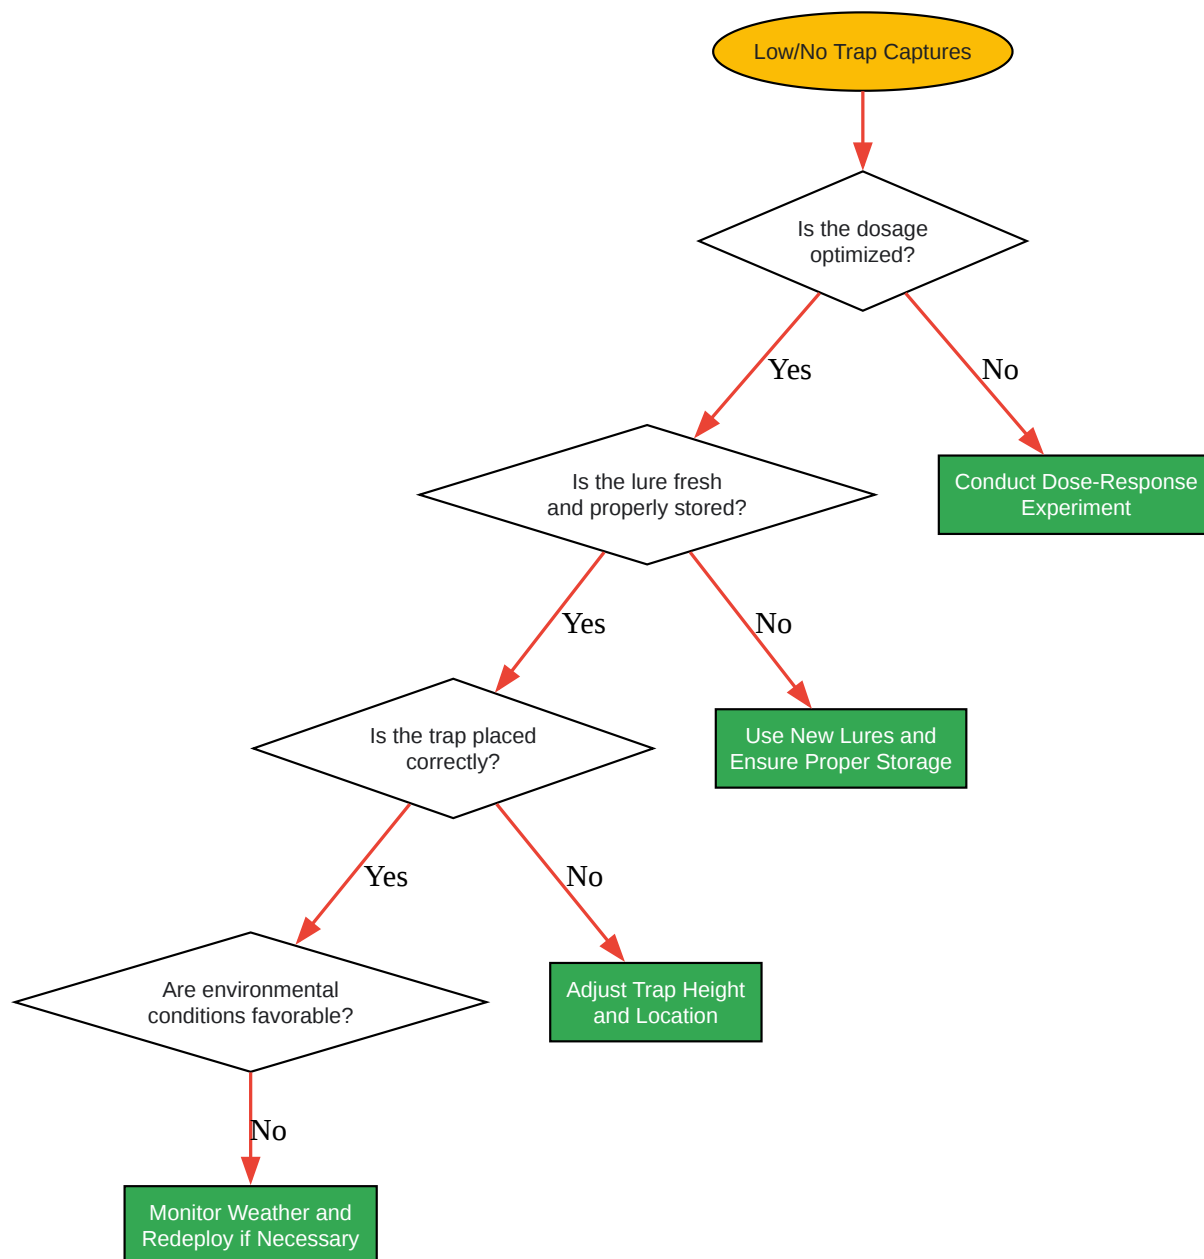 Low/No Trap Captures
Is the dosage
optimized?
Yes
No
Is the lure fresh
and properly stored?
Conduct Dose-Response
Experiment
Yes
No
Is the trap placed
correctly?
Use New Lures and
Ensure Proper Storage
Yes
No
Are environmental
conditions favorable?
Adjust Trap Height
and Location
No
Monitor Weather and
Redeploy if Necessary